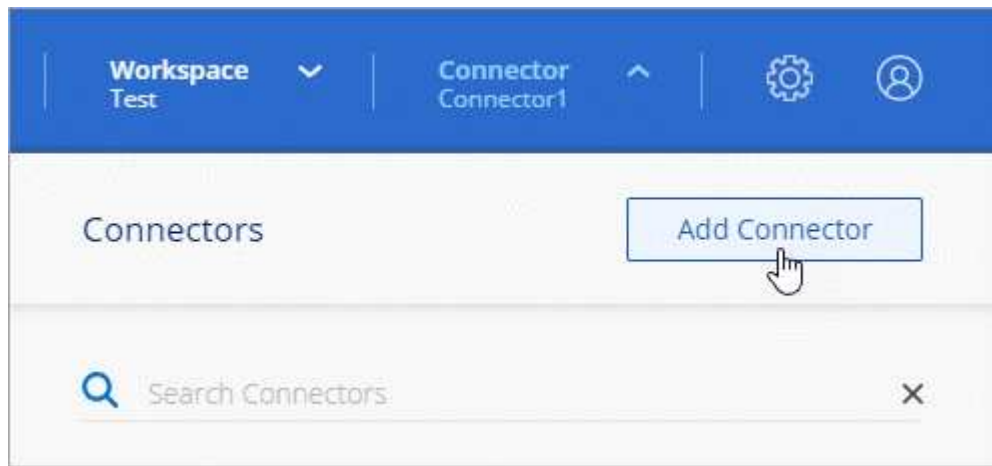 Workspace
Test
Connector
Connector1
Connectors
Add Connector
Search Connectors